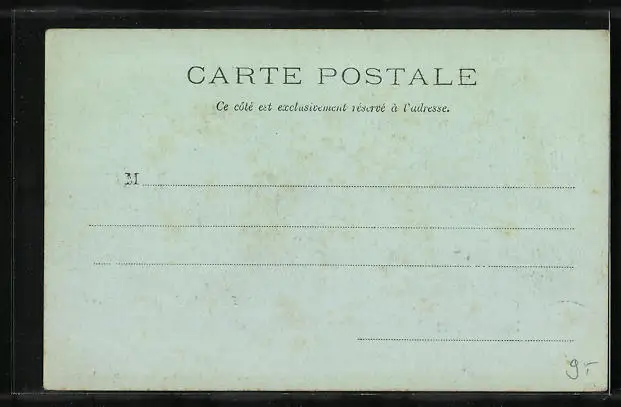 CARTE POSTALE
Ce côté est exclusivement réservé à l'adresse.
M
9.-